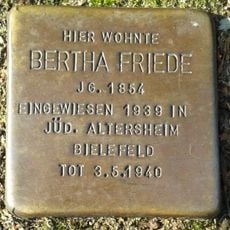 HIER WOHNTE
BERTHA FRIEDE
JG. 1854
EINGEWIESEN 1939 IN
JÜD. ALTERSHEIM
BIELEFELD
TOT 3.5.1940